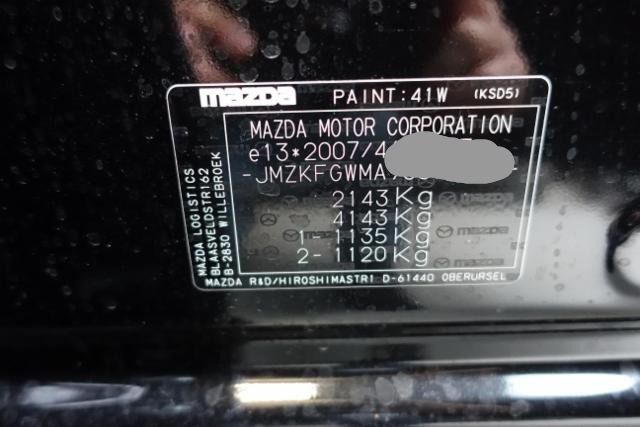 mazda PAINT:41W (KSD5)
MAZDA MOTOR CORPORATION
e13*2007/4
-JMZKFGWMA
2143Kg
4143Kg
1-1135Kg
2-1120Kg
MAZDA LOGISTICS
BLAASVELDSTR162
B-2830 WILLEBROEK
MAZDA R&D/HIROSHIMASTR1 D-61440 OBERURSEL